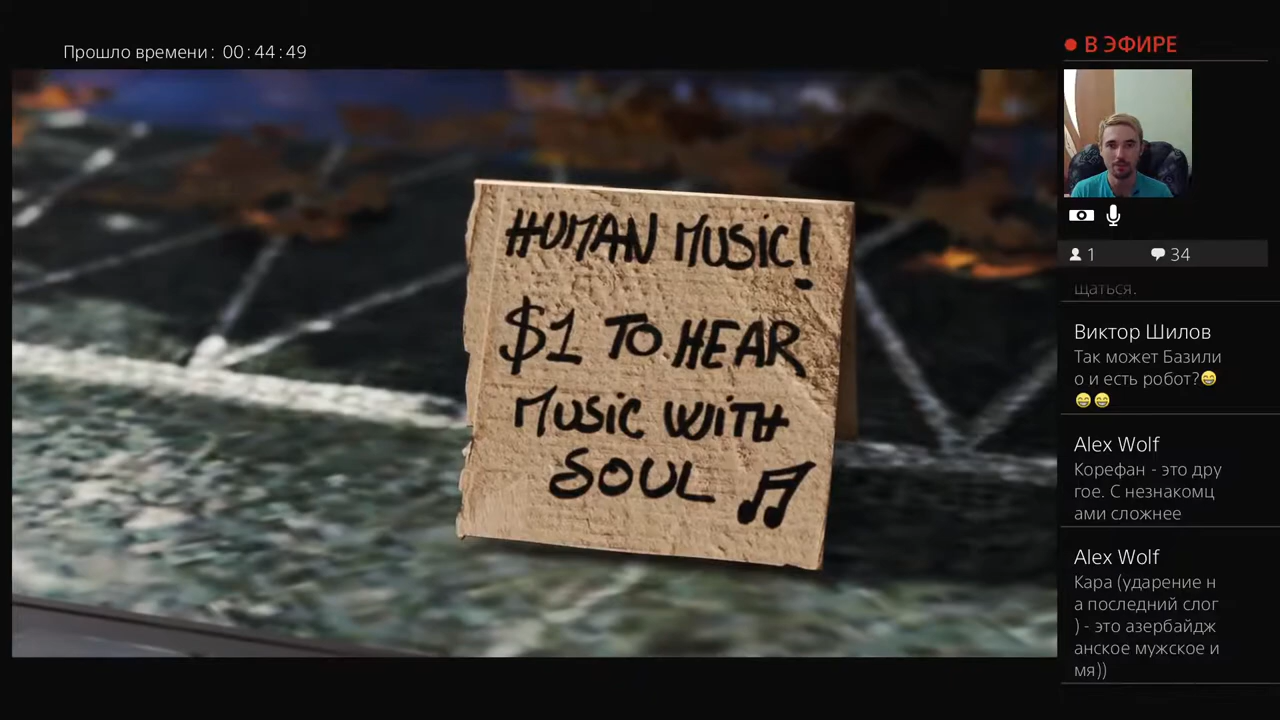 Прошло времени: 00:44:49
HUMAN MUSIC!
$1 TO HEAR
MUSIC WITH
SOUL
В ЭФИРЕ
1 34
щаться.
Виктор Шилов
Так может Базили
о и есть робот?😁
😁😁
Alex Wolf
Корефан - это дру
гое. С незнакомц
ами сложнее
Alex Wolf
Кара (ударение н
а последний слог
) - это азербайдж
анское мужское и
мя))